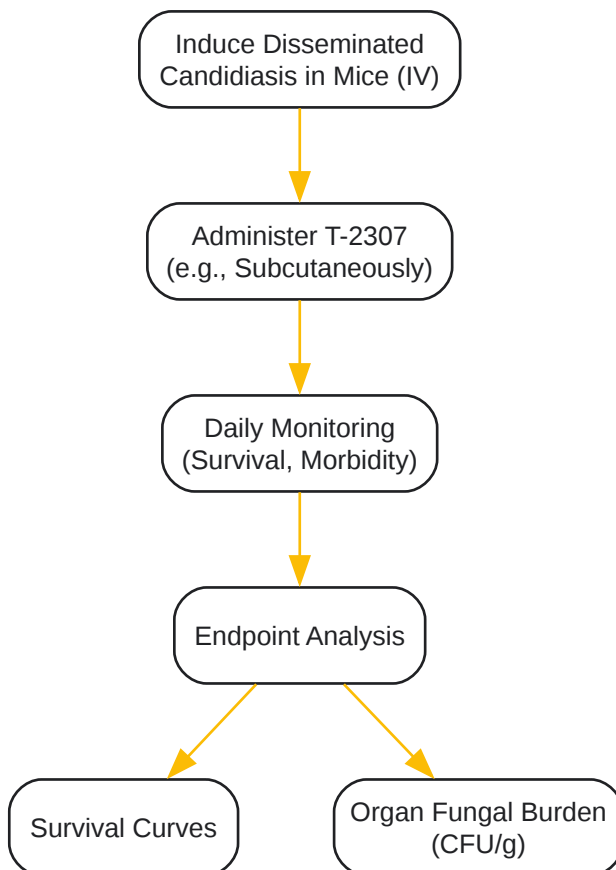 Induce Disseminated
Candidiasis in Mice (IV)
Administer T-2307
(e.g., Subcutaneously)
Daily Monitoring
(Survival, Morbidity)
Endpoint Analysis
Survival Curves
Organ Fungal Burden
(CFU/g)